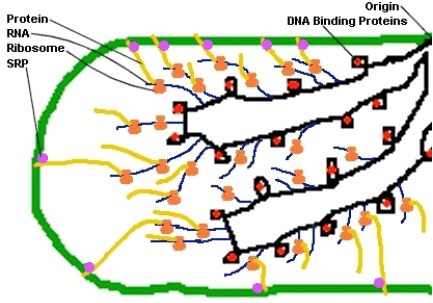 Origin
Protein
DNA Binding Proteins
RNA
Ribosome
SRP